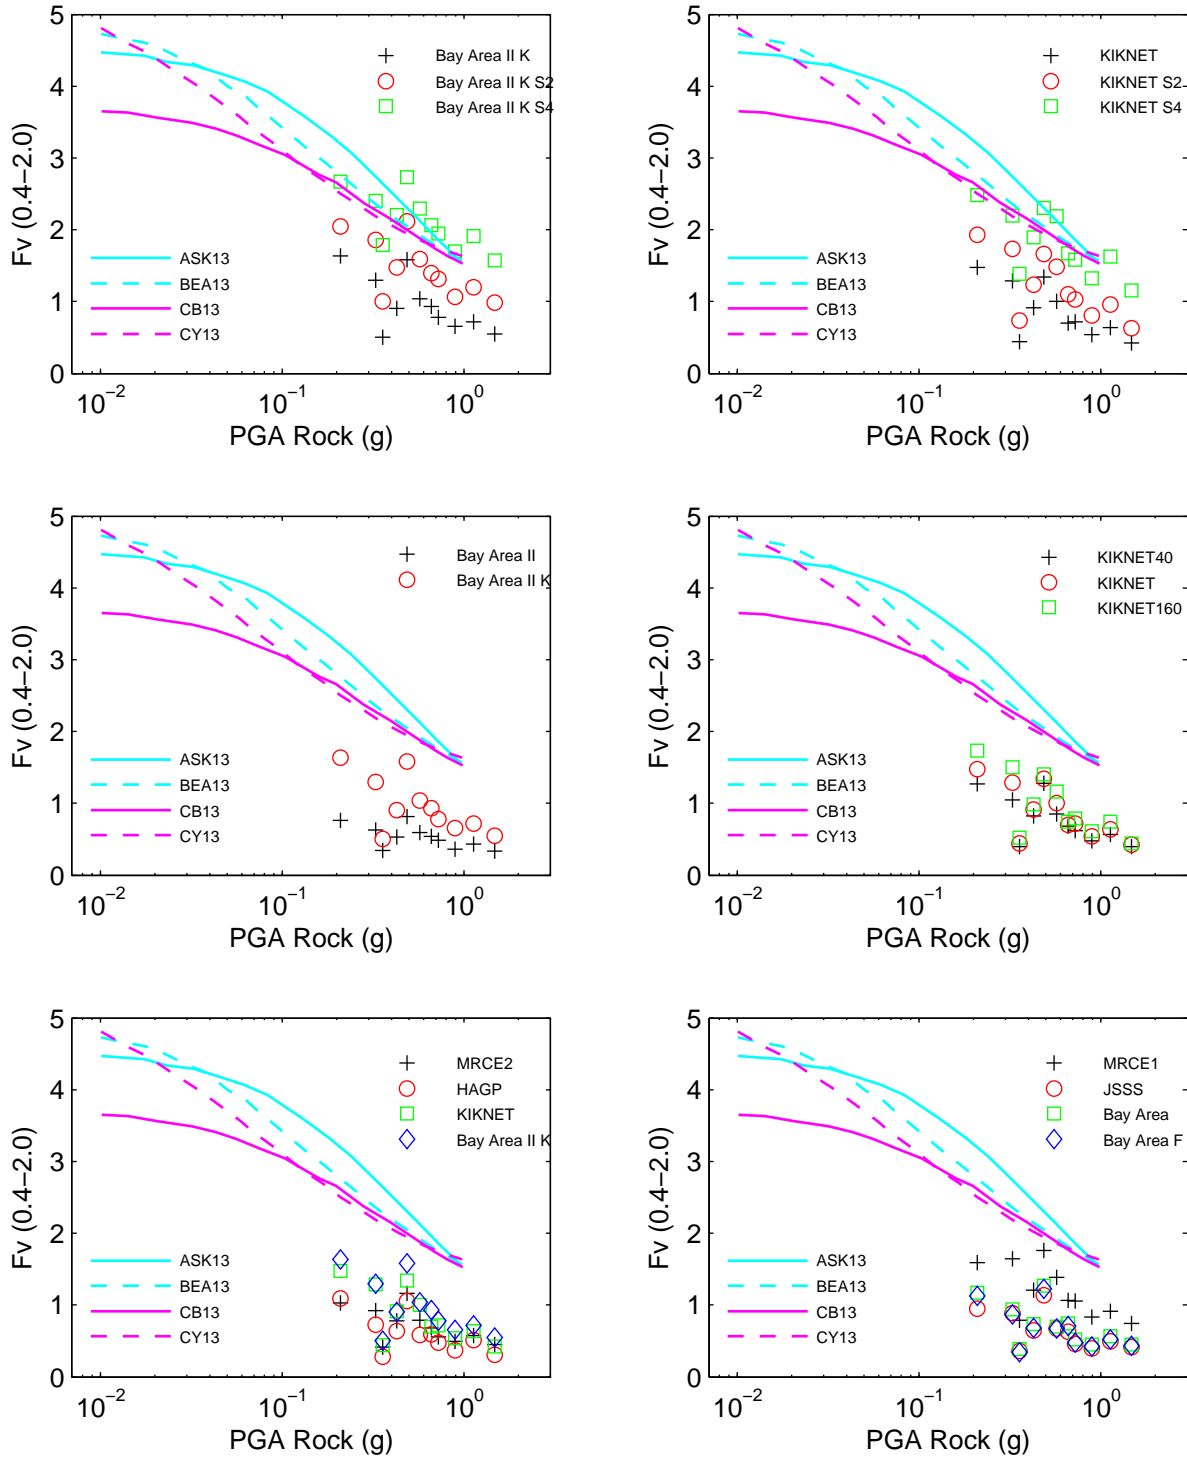 5
4
3
2
1
0
Fv (0.4−2.0)
Bay Area II K
Bay Area II K S2
Bay Area II K S4
ASK13
BEA13
CB13
CY13
10⁻² 10⁻¹ 10⁰
PGA Rock (g)
5
4
3
2
1
0
Fv (0.4−2.0)
KIKNET
KIKNET S2
KIKNET S4
ASK13
BEA13
CB13
CY13
10⁻² 10⁻¹ 10⁰
PGA Rock (g)
5
4
3
2
1
0
Fv (0.4−2.0)
Bay Area II
Bay Area II K
ASK13
BEA13
CB13
CY13
10⁻² 10⁻¹ 10⁰
PGA Rock (g)
5
4
3
2
1
0
Fv (0.4−2.0)
KIKNET40
KIKNET
KIKNET160
ASK13
BEA13
CB13
CY13
10⁻² 10⁻¹ 10⁰
PGA Rock (g)
5
4
3
2
1
0
Fv (0.4−2.0)
MRCE2
HAGP
KIKNET
Bay Area II K
ASK13
BEA13
CB13
CY13
10⁻² 10⁻¹ 10⁰
PGA Rock (g)
5
4
3
2
1
0
Fv (0.4−2.0)
MRCE1
JSSS
Bay Area
Bay Area F
ASK13
BEA13
CB13
CY13
10⁻² 10⁻¹ 10⁰
PGA Rock (g)